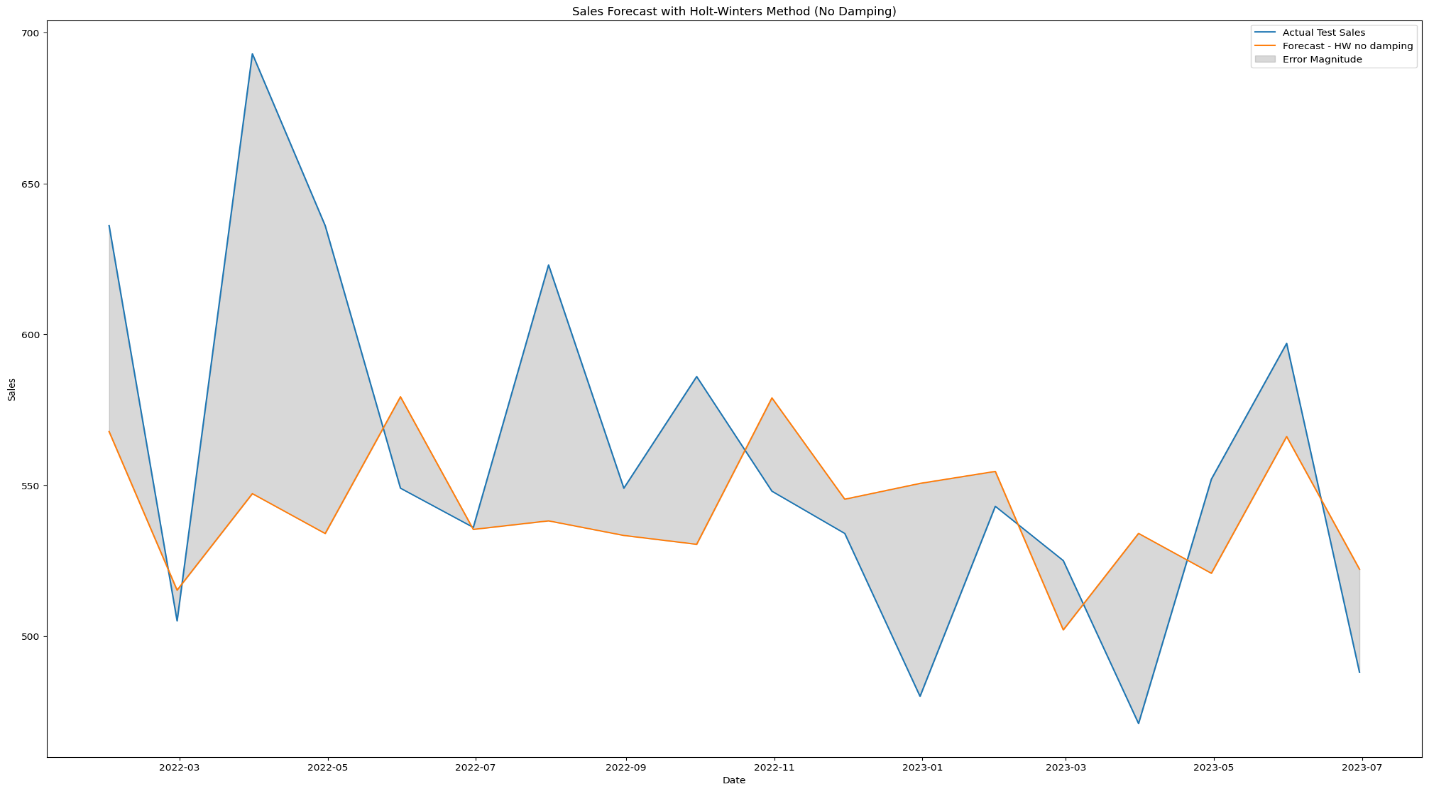 Sales Forecast with Holt-Winters Method (No Damping)
Actual Test Sales
Forecast - HW no damping
Error Magnitude
700
650
600
550
500
Sales
2022-03 2022-05 2022-07 2022-09 2022-11 2023-01 2023-03 2023-05 2023-07
Date